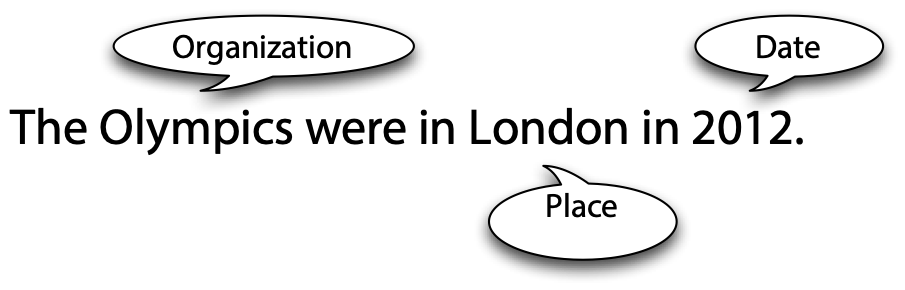 Organization
Date
The Olympics were in London in 2012.
Place